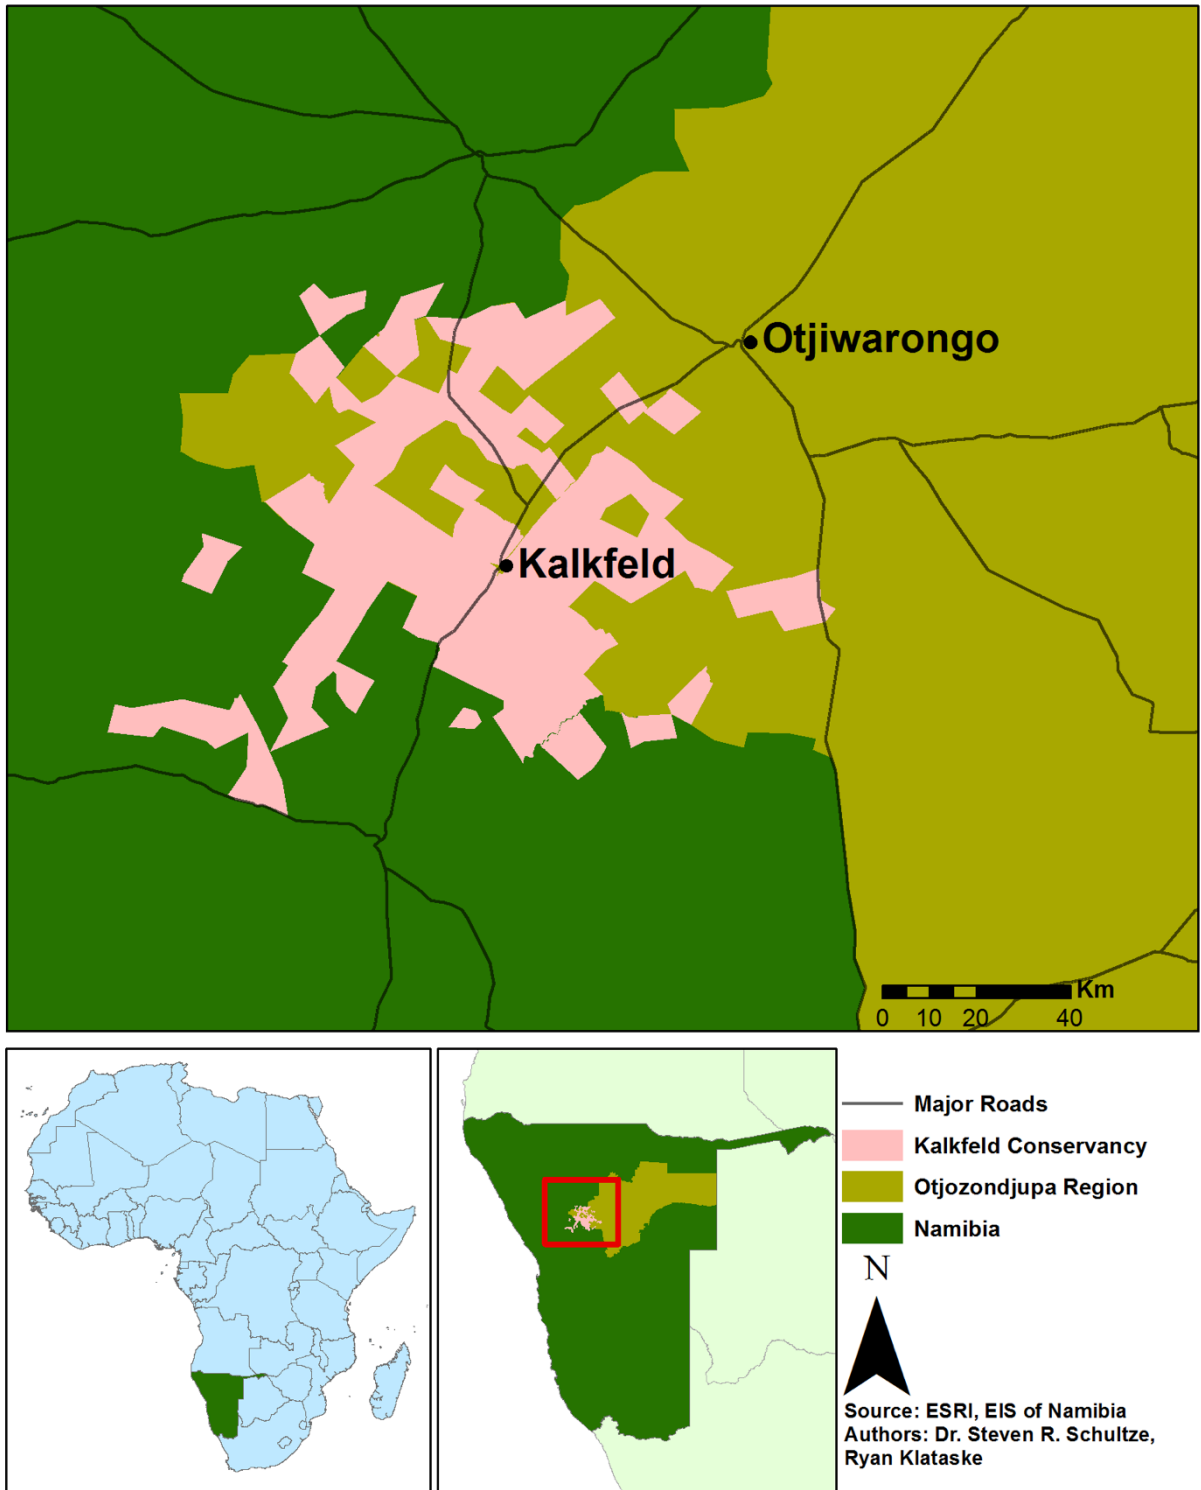 Otjiwarongo
Kalkfeld
Km
0 10 20 40
Major Roads
Kalkfeld Conservancy
Otjozondjupa Region
Namibia
N
Source: ESRI, EIS of Namibia
Authors: Dr. Steven R. Schultze,
Ryan Klataske